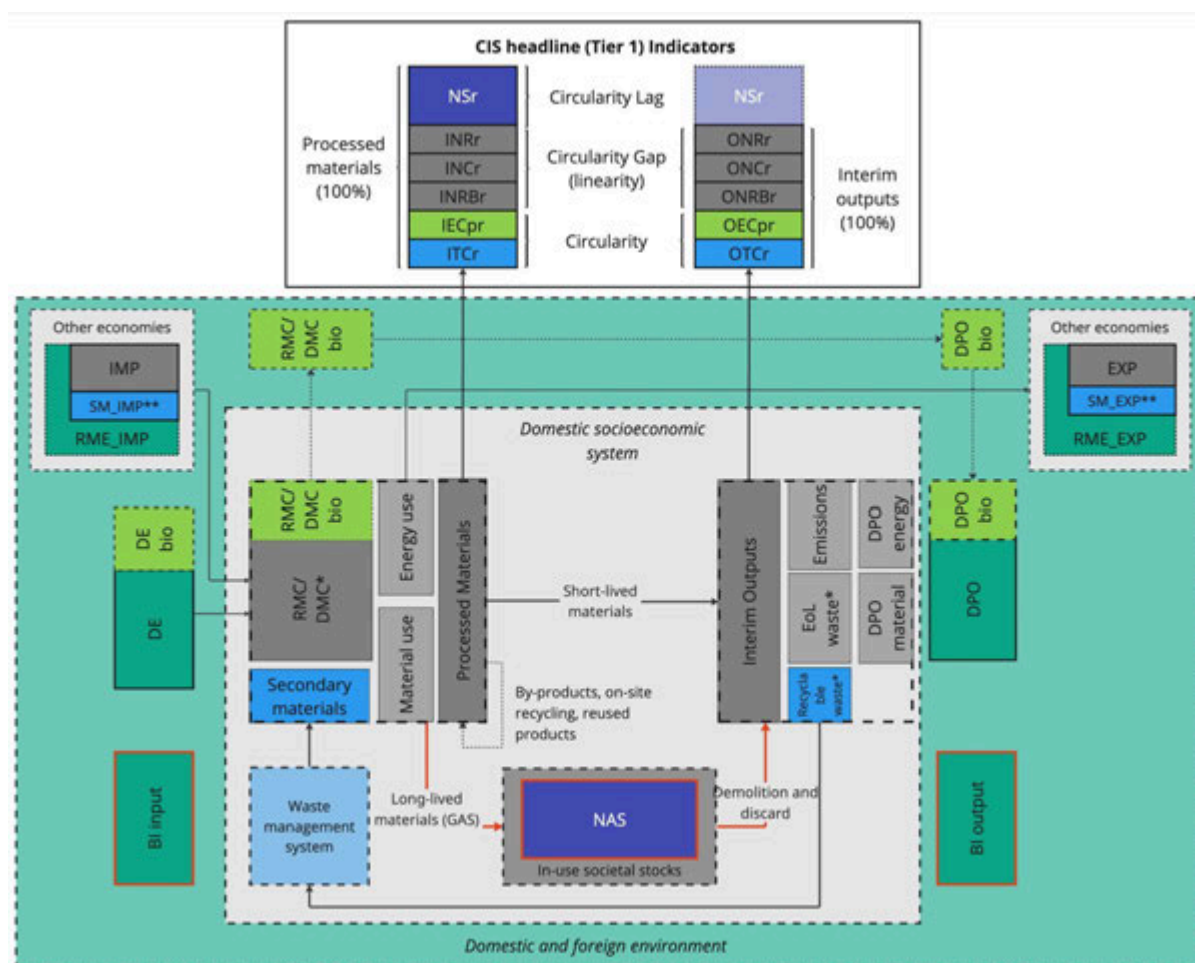 CIS headline (Tier 1) Indicators
NSr
Circularity Lag
NSr
Processed
materials
(100%)
INRr
INCr
INRBr
Circularity Gap
(linearity)
ONRr
ONCr
ONRBr
Interim
outputs
(100%)
IECpr
ITCr
Circularity
OECpr
OTCr
Other economies
IMP
SM_IMP**
RME_IMP
RMC/
DMC
bio
DPO
bio
Other economies
EXP
SM_EXP**
RME_EXP
Domestic socioeconomic
system
DE
bio
DE
RMC/
DMC
bio
RMC/
DMC*
Secondary
materials
Energy use
Material use
Processed Materials
Short-lived
materials
By-products, on-site
recycling, reused
products
Interim Outputs
Emissions
DPO
energy
EoL
waste*
DPO
material
Recycla
ble
waste*
DPO
bio
DPO
BI input
Waste
management
system
Long-lived
materials (GAS)
NAS
In-use societal stocks
Demolition and
discard
BI output
Domestic and foreign environment